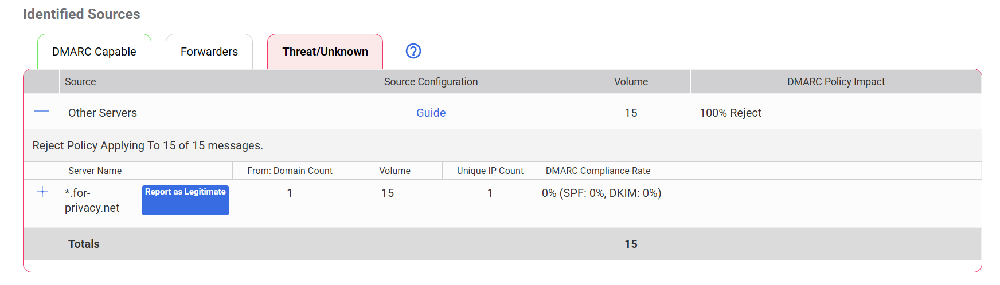 Identified Sources
DMARC Capable Forwarders Threat/Unknown ?
Source Source Configuration Volume DMARC Policy Impact
Other Servers Guide 15 100% Reject
Reject Policy Applying To 15 of 15 messages.
Server Name From: Domain Count Volume Unique IP Count DMARC Compliance Rate
*.for-
privacy.net Report as Legitimate 1 15 1 0% (SPF: 0%, DKIM: 0%)
Totals 15